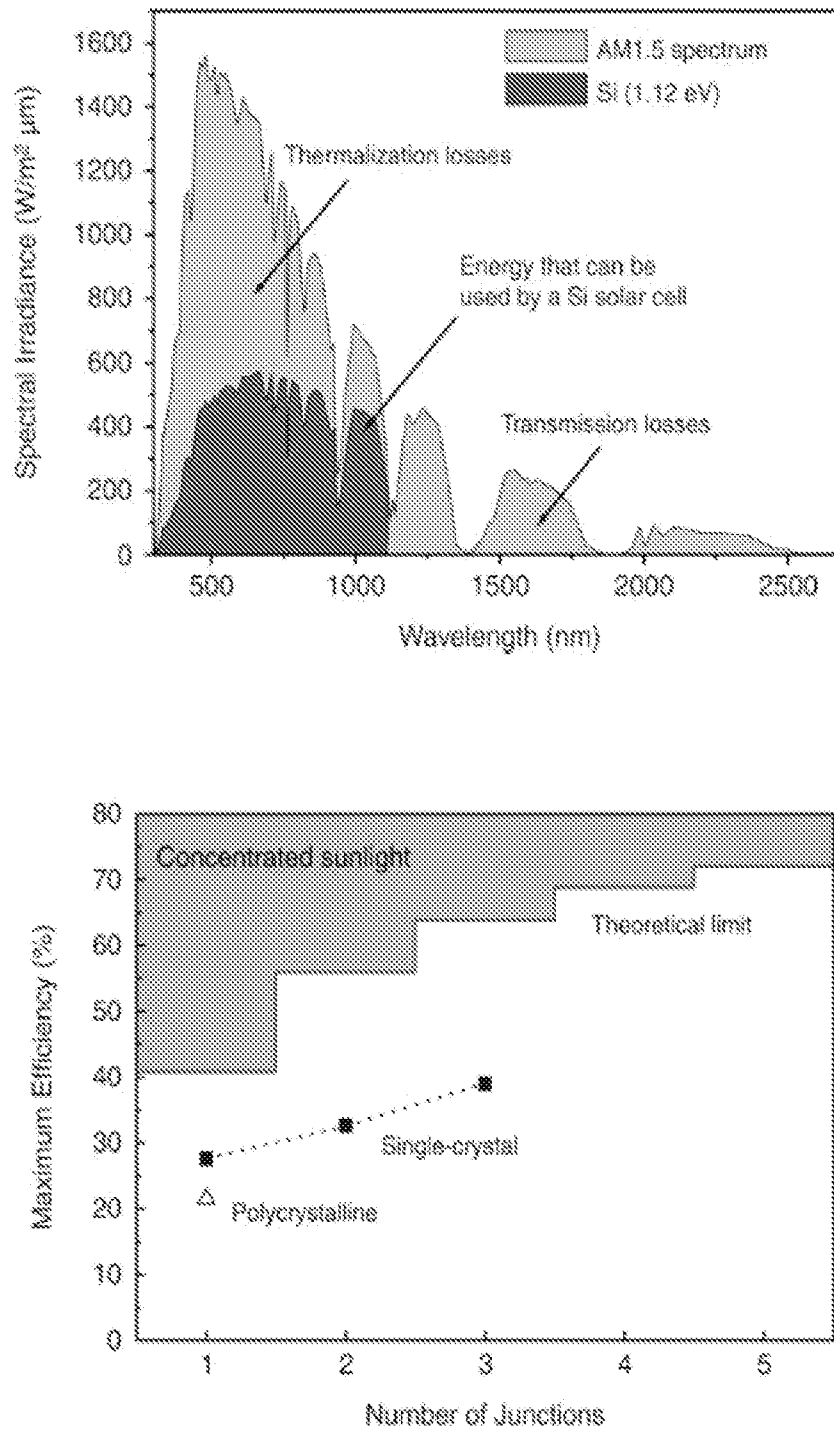 1600
1400
1200
1000
800
600
400
200
0
Spectral Irradiance (W/m² µm)
AM1.5 spectrum
Si (1.12 eV)
Thermalization losses
Energy that can be
used by a Si solar cell
Transmission losses
500 1000 1500 2000 2500
Wavelength (nm)
80
70
60
50
40
30
20
10
0
Maximum Efficiency (%)
Concentrated sunlight
Theoretical limit
Single-crystal
Polycrystalline
1 2 3 4 5
Number of Junctions